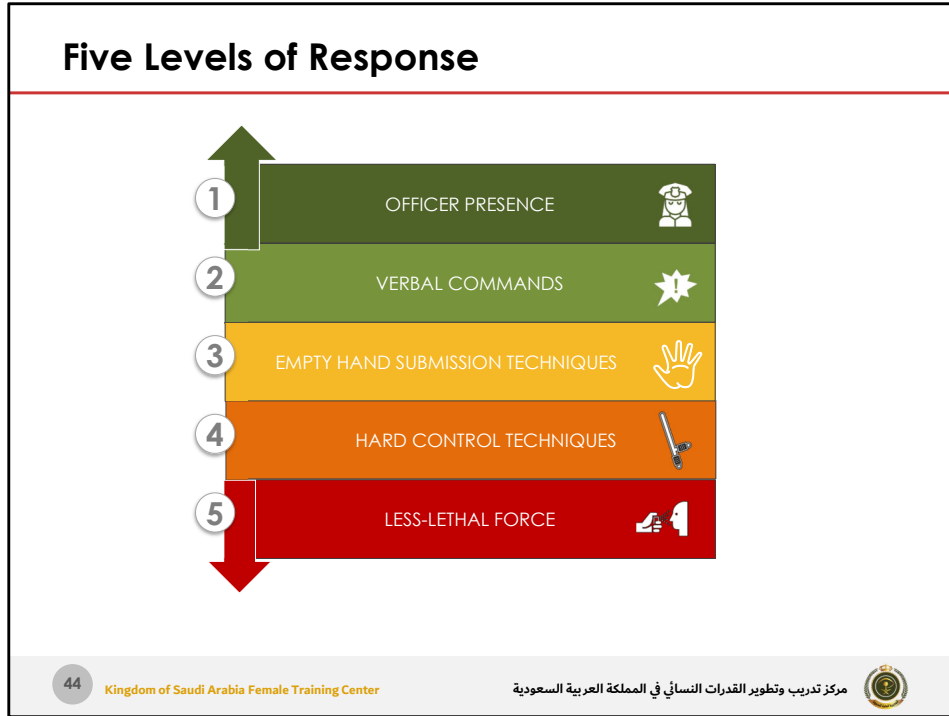 Five Levels of Response
1 OFFICER PRESENCE
2 VERBAL COMMANDS
!
3 EMPTY HAND SUBMISSION TECHNIQUES
4 HARD CONTROL TECHNIQUES
5 LESS-LETHAL FORCE
44 Kingdom of Saudi Arabia Female Training Center
مركز تدريب وتطوير القدرات النسائي في المملكة العربية السعودية